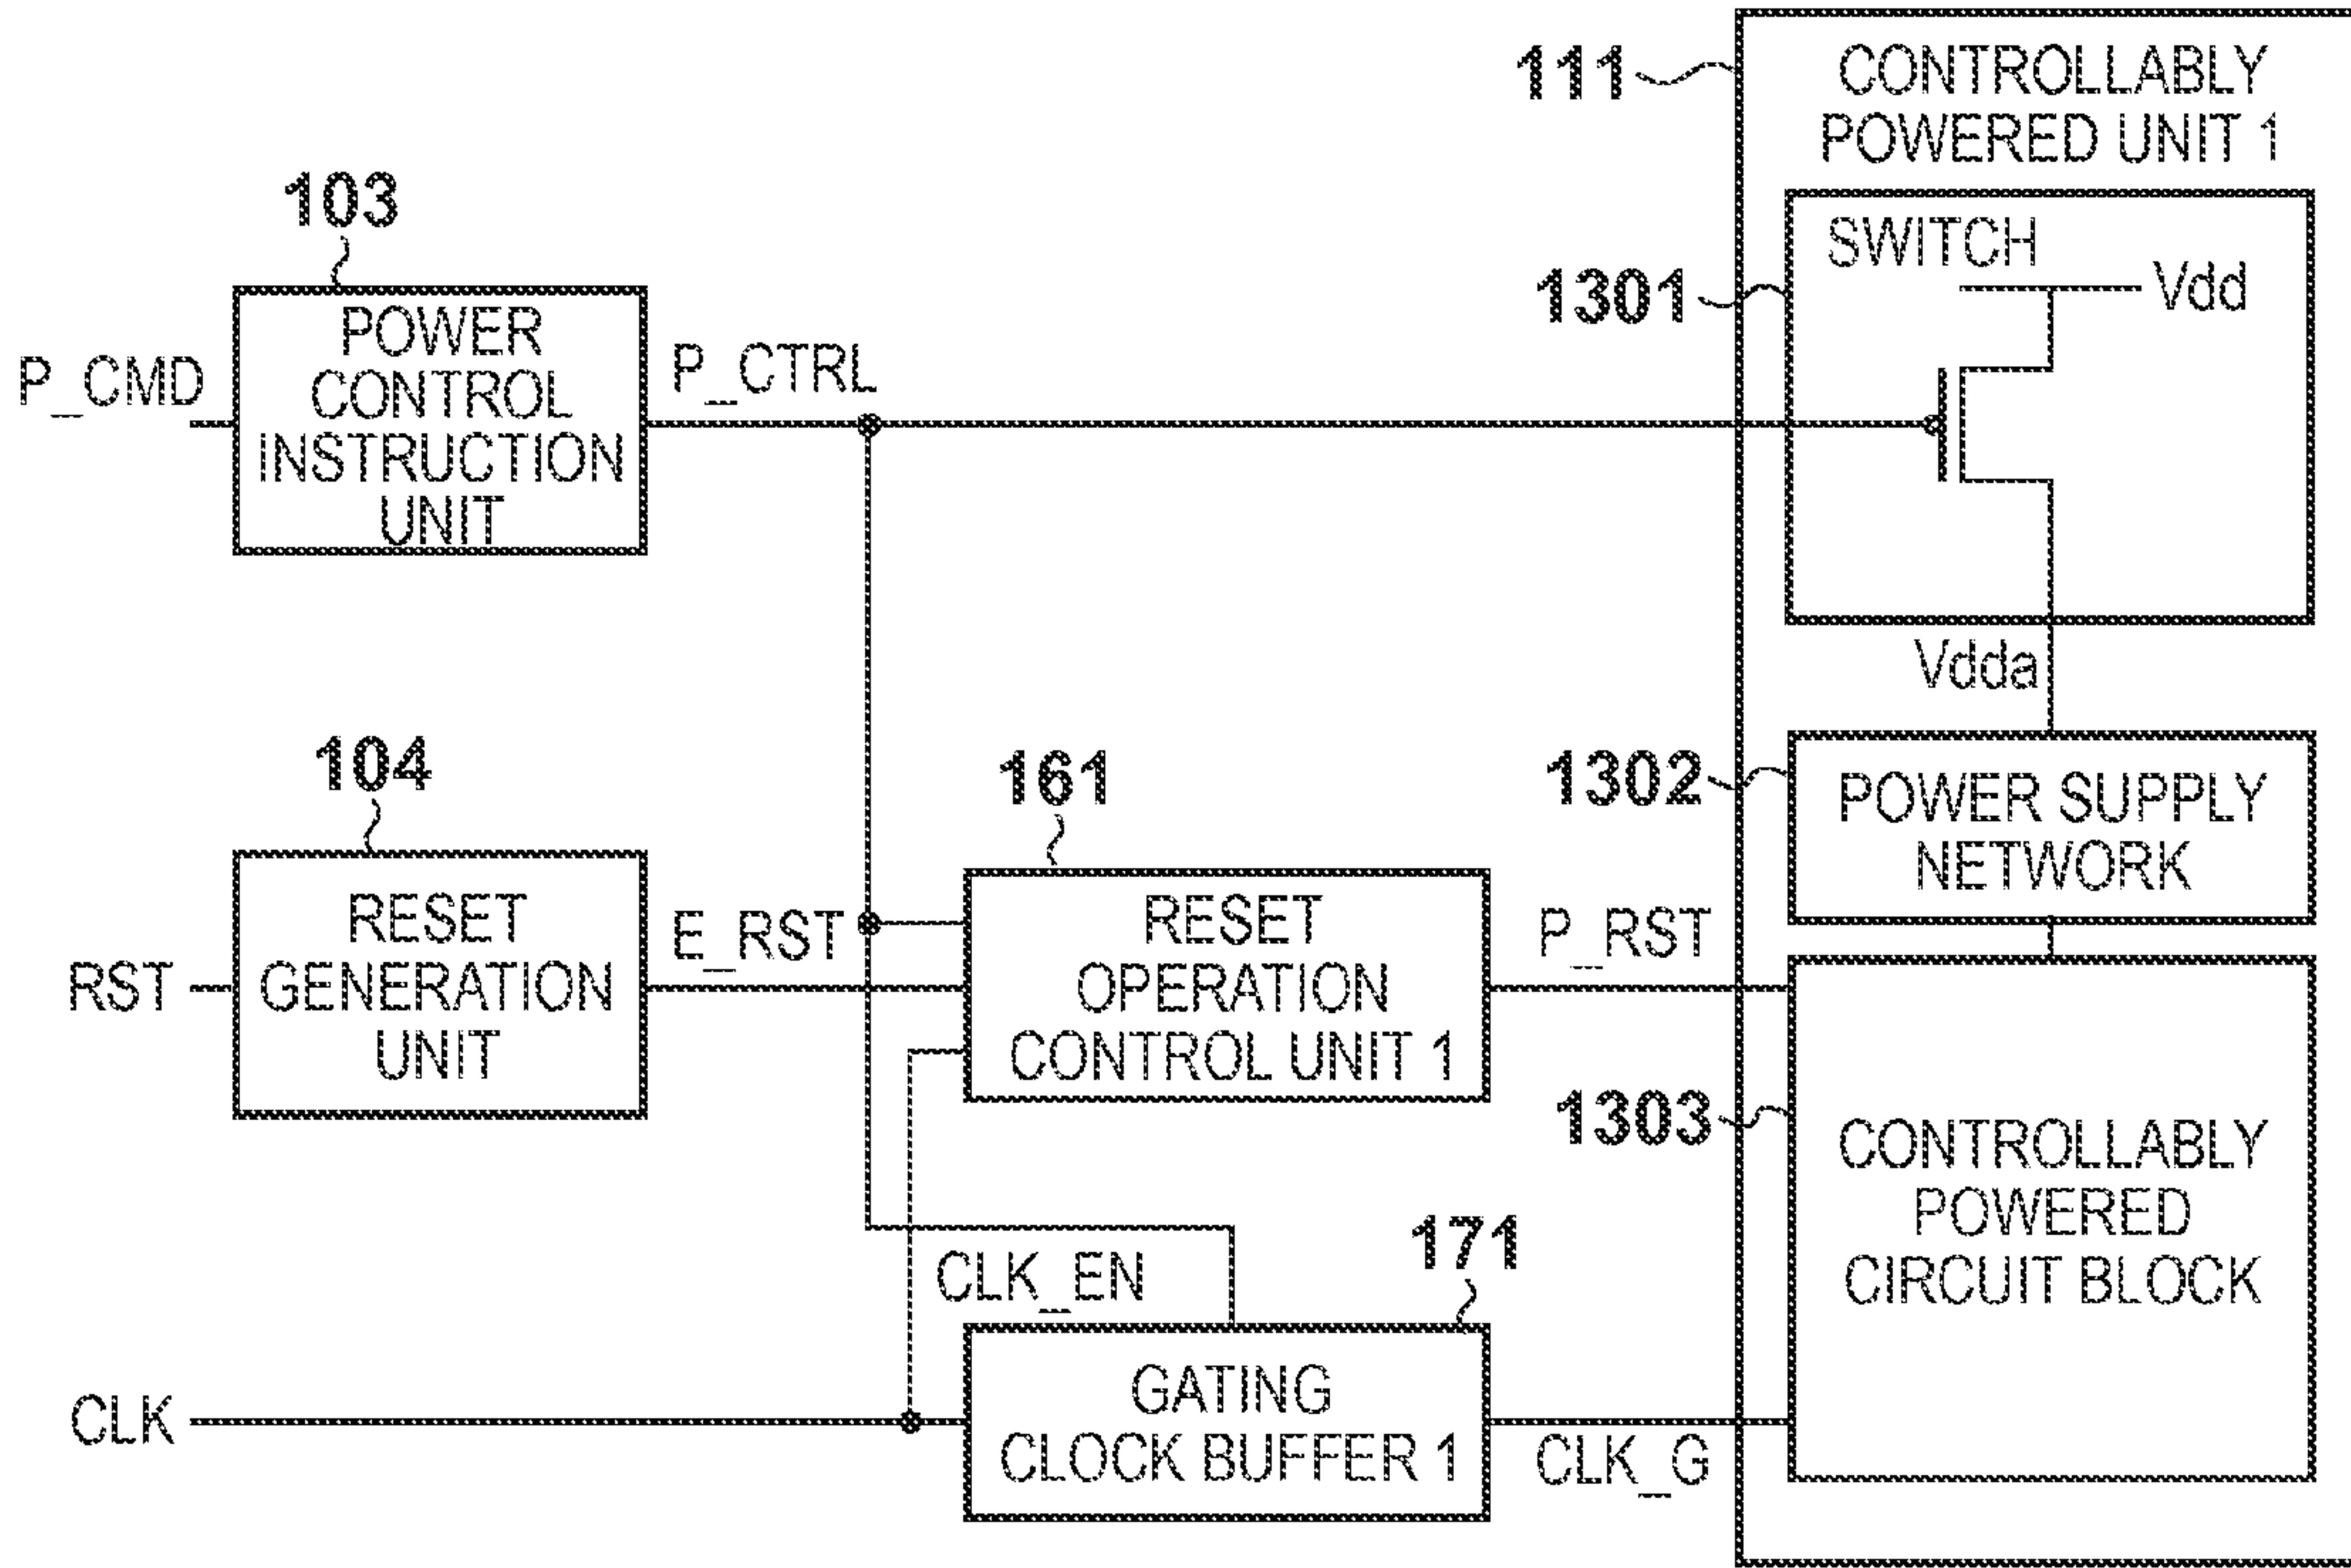 111
CONTROLLABLY
POWERED UNIT 1
103
POWER
CONTROL
INSTRUCTION
UNIT
P_CMD
P_CTRL
1301
SWITCH
Vdd
Vdda
104
RESET
GENERATION
UNIT
RST
E_RST
161
RESET
OPERATION
CONTROL UNIT 1
P_RST
1302
POWER SUPPLY
NETWORK
1303
CONTROLLABLY
POWERED
CIRCUIT BLOCK
CLK_EN
171
CLK
GATING
CLOCK BUFFER 1
CLK_G